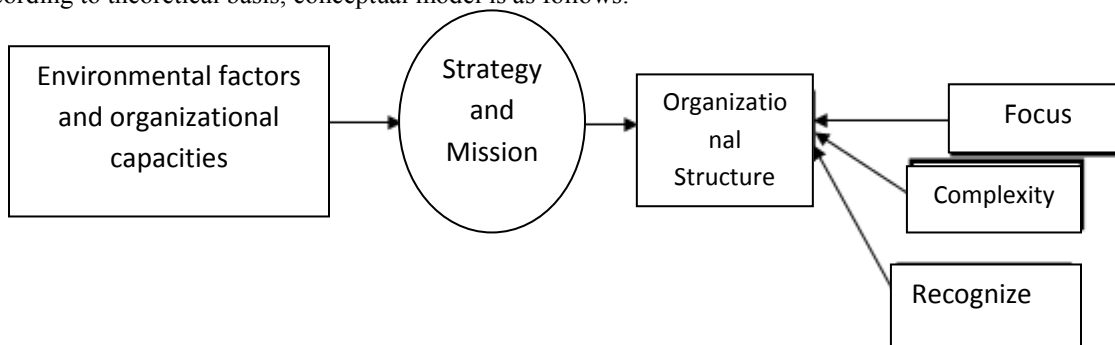 cording to theoretical basis, conceptual model is as follows:
Environmental factors
and organizational
capacities
Strategy
and
Mission
Organizatio
nal
Structure
Focus
Complexity
Recognize